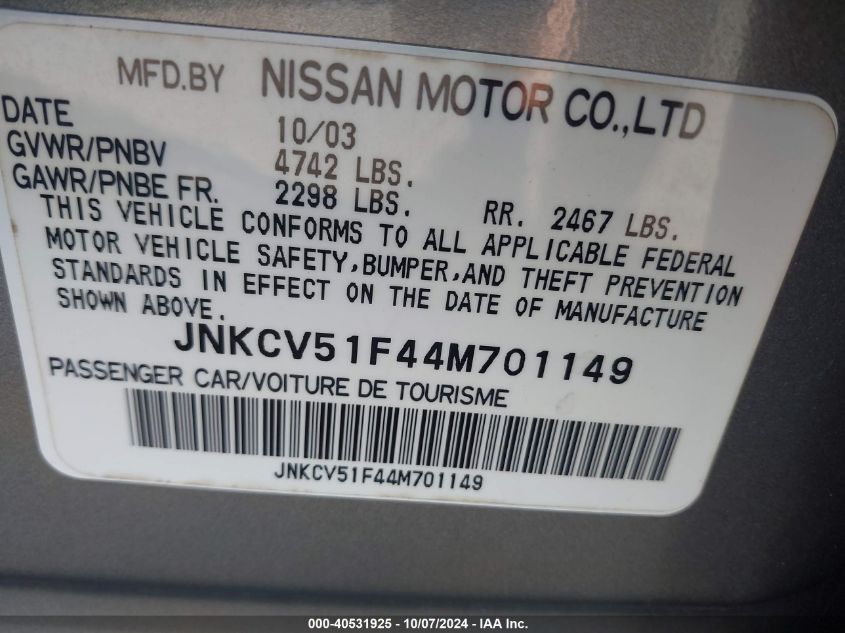 MFD.BY NISSAN MOTOR CO.,LTD
DATE 10/03
GVWR/PNBV 4742 LBS.
GAWR/PNBE FR. 2298 LBS. RR. 2467 LBS.
THIS VEHICLE CONFORMS TO ALL APPLICABLE FEDERAL
MOTOR VEHICLE SAFETY,BUMPER,AND THEFT PREVENTION
STANDARDS IN EFFECT ON THE DATE OF MANUFACTURE
SHOWN ABOVE.
JNKCV51F44M701149
PASSENGER CAR/VOITURE DE TOURISME
JNKCV51F44M701149
000-40531925 - 10/07/2024 - IAA Inc.